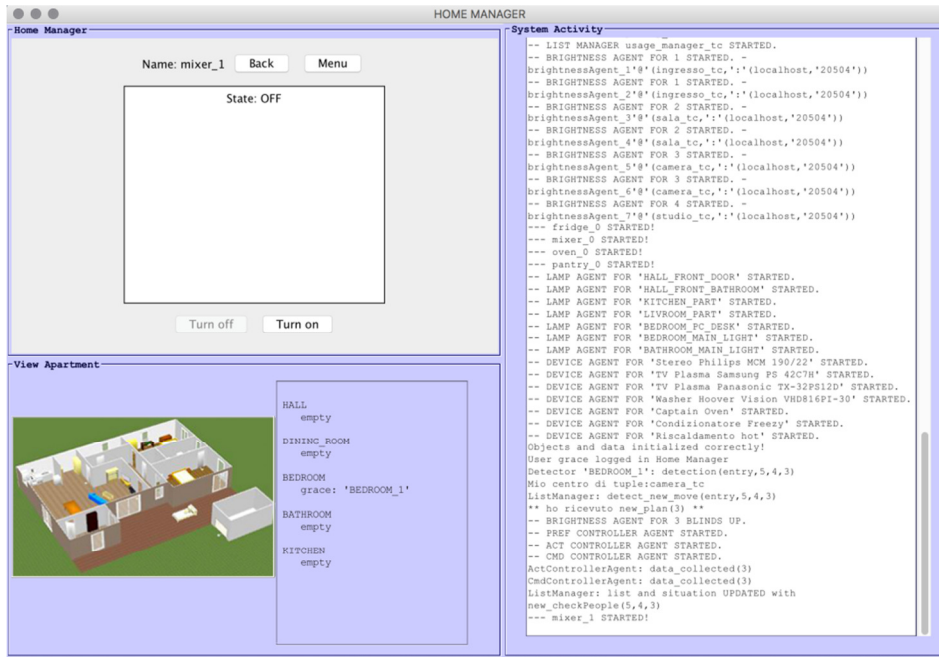 HOME MANAGER
Home Manager
Name: mixer_1
Back
Menu
State: OFF
Turn off
Turn on
View Apartment
HALL
empty
DINING_ROOM
empty
BEDROOM
grace: 'BEDROOM_1'
BATHROOM
empty
KITCHEN
empty
System Activity
-- LIST MANAGER usage_manager_tc STARTED.
-- BRIGHTNESS AGENT FOR 1 STARTED. -
brightnessAgent_1'@'(ingresso_tc,':'(localhost,'20504'))
-- BRIGHTNESS AGENT FOR 1 STARTED. -
brightnessAgent_2'@'(ingresso_tc,':'(localhost,'20504'))
-- BRIGHTNESS AGENT FOR 2 STARTED. -
brightnessAgent_3'@'(sala_tc,':'(localhost,'20504'))
-- BRIGHTNESS AGENT FOR 2 STARTED. -
brightnessAgent_4'@'(sala_tc,':'(localhost,'20504'))
-- BRIGHTNESS AGENT FOR 3 STARTED. -
brightnessAgent_5'@'(camera_tc,':'(localhost,'20504'))
-- BRIGHTNESS AGENT FOR 3 STARTED. -
brightnessAgent_6'@'(camera_tc,':'(localhost,'20504'))
-- BRIGHTNESS AGENT FOR 4 STARTED. -
brightnessAgent_7'@'(studio_tc,':'(localhost,'20504'))
--- fridge_0 STARTED!
--- mixer_0 STARTED!
--- oven_0 STARTED!
--- pantry_0 STARTED!
-- LAMP AGENT FOR 'HALL_FRONT_DOOR' STARTED.
-- LAMP AGENT FOR 'HALL_FRONT_BATHROOM' STARTED.
-- LAMP AGENT FOR 'KITCHEN_PART' STARTED.
-- LAMP AGENT FOR 'LIVROOM_PART' STARTED.
-- LAMP AGENT FOR 'BEDROOM_PC_DESK' STARTED.
-- LAMP AGENT FOR 'BEDROOM_MAIN_LIGHT' STARTED.
-- LAMP AGENT FOR 'BATHROOM_MAIN_LIGHT' STARTED.
-- DEVICE AGENT FOR 'Stereo Philips MCM 190/22' STARTED.
-- DEVICE AGENT FOR 'TV Plasma Samsung PS 42C7H' STARTED.
-- DEVICE AGENT FOR 'TV Plasma Panasonic TX-32PS12D' STARTED.
-- DEVICE AGENT FOR 'Washer Hoover Vision VHD816PI-30' STARTED.
-- DEVICE AGENT FOR 'Captain Oven' STARTED.
-- DEVICE AGENT FOR 'Condizionatore Freezy' STARTED.
-- DEVICE AGENT FOR 'Riscaldamento hot' STARTED.
Objects and data initialized correctly!
User grace logged in Home Manager
Detector 'BEDROOM_1': detection(entry,5,4,3)
Mio centro di tuple:camera_tc
ListManager: detect_new_move(entry,5,4,3)
** ho ricevuto new_plan(3) **
-- BRIGHTNESS AGENT FOR 3 BLINDS UP.
-- PREF CONTROLLER AGENT STARTED.
-- ACT CONTROLLER AGENT STARTED.
-- CMD CONTROLLER AGENT STARTED.
ActControllerAgent: data_collected(3)
CmdControllerAgent: data_collected(3)
ListManager: list and situation UPDATED with
new_checkPeople(5,4,3)
--- mixer_1 STARTED!